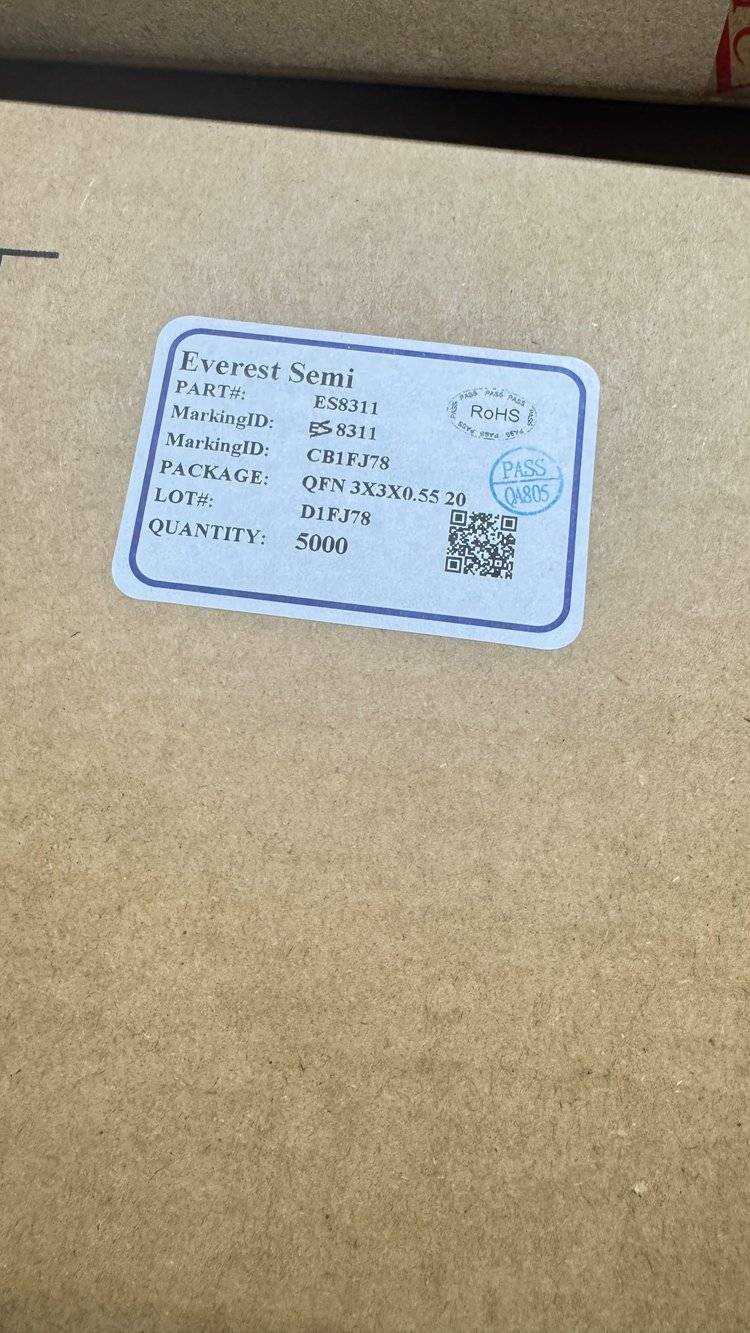 Everest Semi
PART#: ES8311
MarkingID: ES 8311
MarkingID: CB1FJ78
PACKAGE: QFN 3X3X0.55 20
LOT#: D1FJ78
QUANTITY: 5000
PASS PASS PASS PASS PASS PASS PASS
RoHS
PASS
QA805